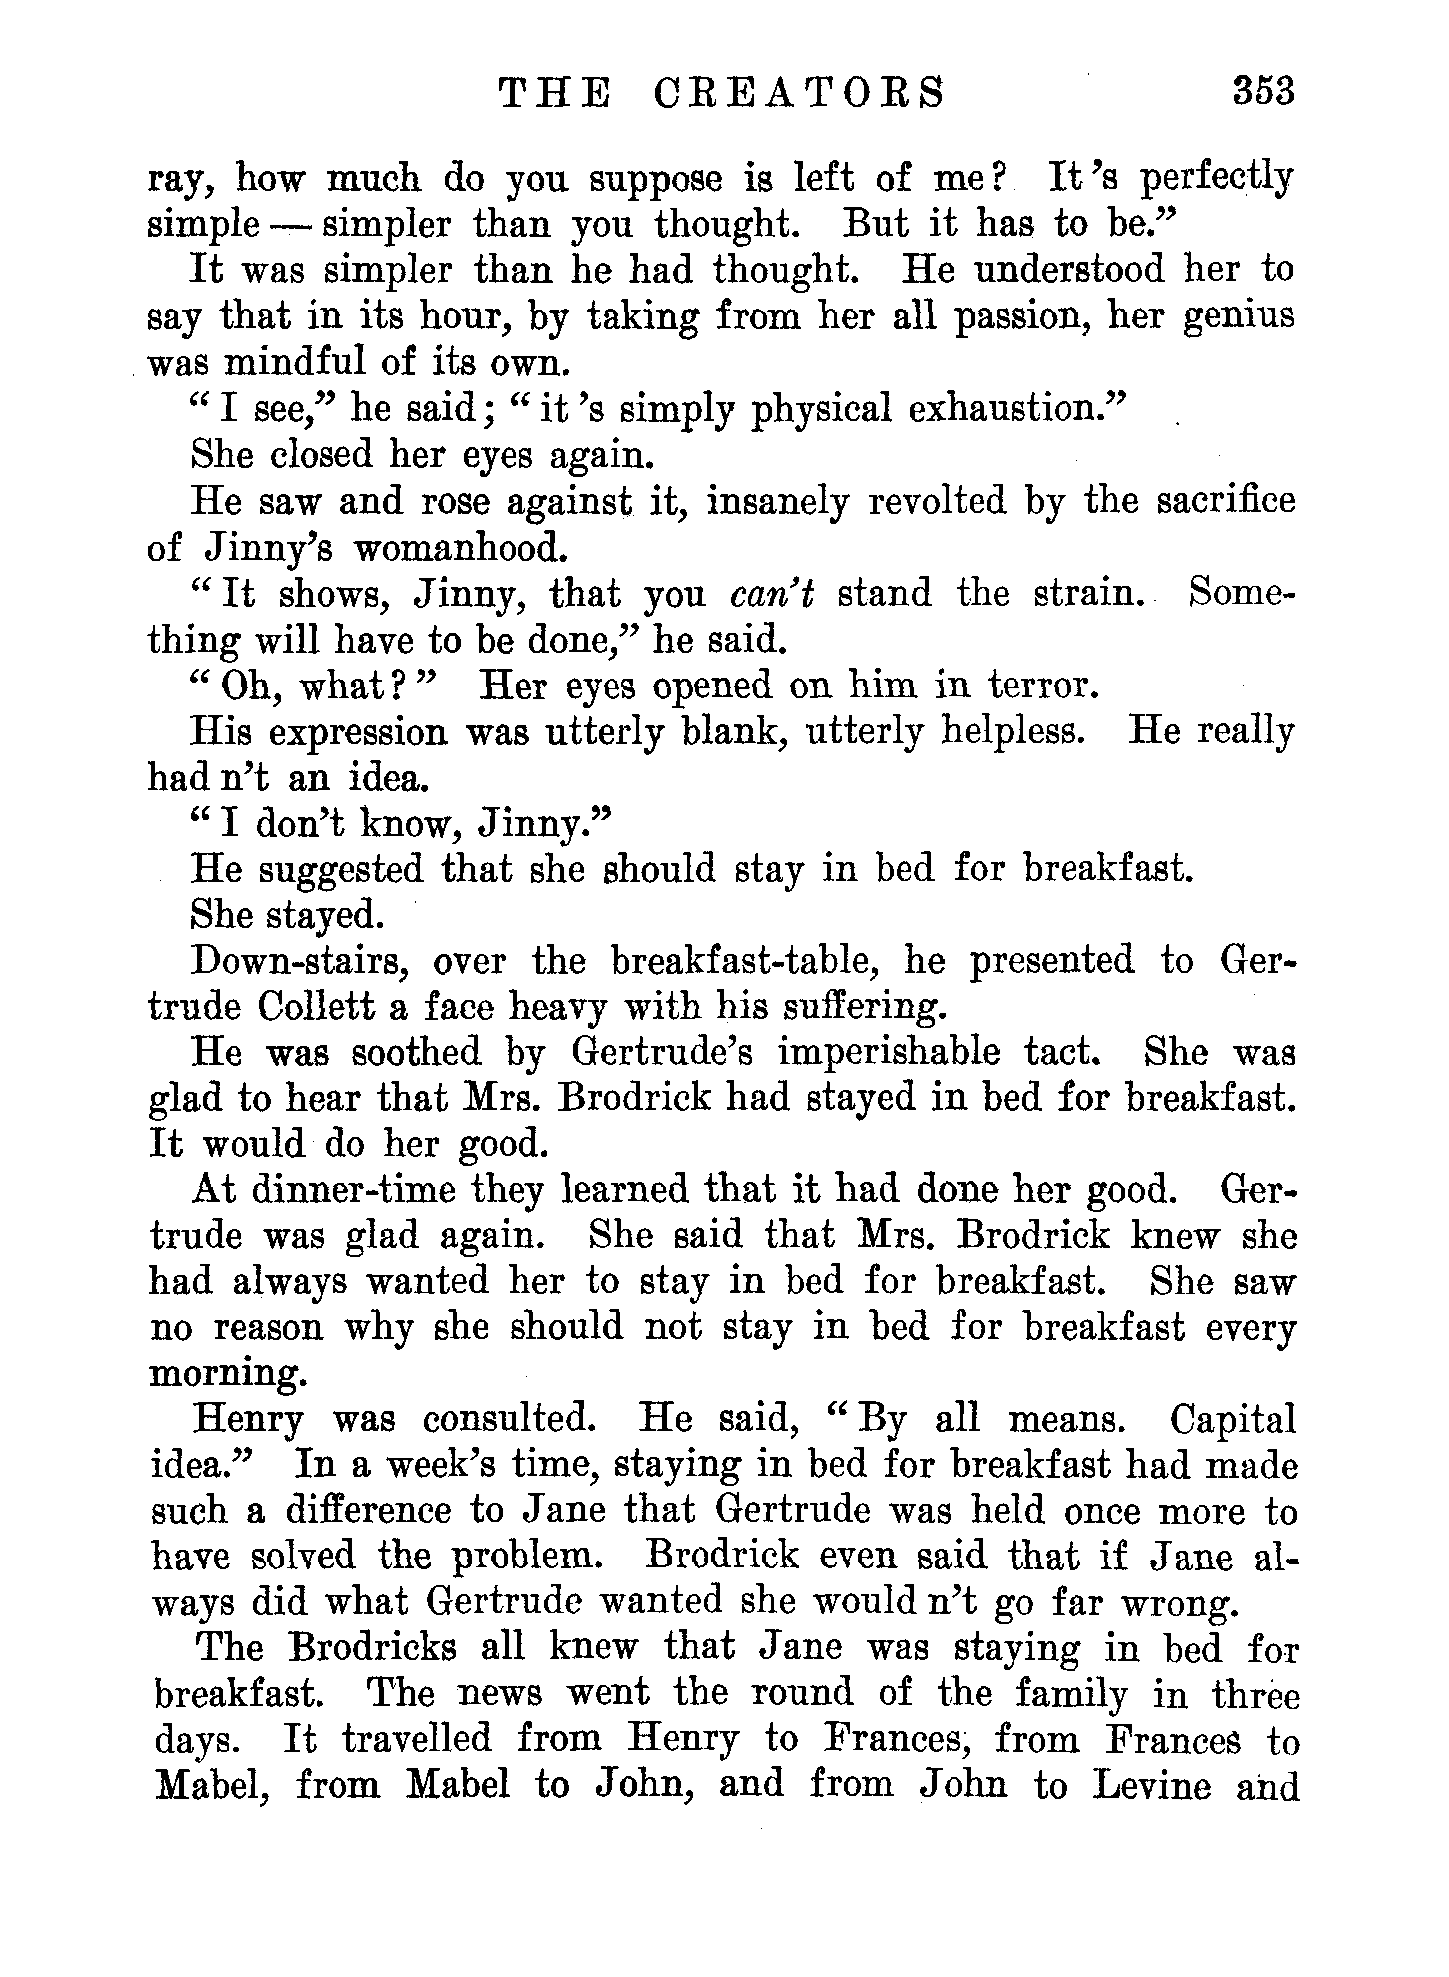 THE CREATORS 353
ray, how much do you suppose is left of me? It's perfectly
simple — simpler than you thought. But it has to be.”
It was simpler than he had thought. He understood her to
say that in its hour, by taking from her all passion, her genius
was mindful of its own.
“I see,” he said; “it's simply physical exhaustion.”
She closed her eyes again.
He saw and rose against it, insanely revolted by the sacrifice
of Jinny's womanhood.
“It shows, Jinny, that you can't stand the strain. Some-
thing will have to be done,” he said.
“Oh, what?” Her eyes opened on him in terror.
His expression was utterly blank, utterly helpless. He really
had n't an idea.
“I don't know, Jinny.”
He suggested that she should stay in bed for breakfast.
She stayed.
Down-stairs, over the breakfast-table, he presented to Ger-
trude Collett a face heavy with his suffering.
He was soothed by Gertrude's imperishable tact. She was
glad to hear that Mrs. Brodrick had stayed in bed for breakfast.
It would do her good.
At dinner-time they learned that it had done her good. Ger-
trude was glad again. She said that Mrs. Brodrick knew she
had always wanted her to stay in bed for breakfast. She saw
no reason why she should not stay in bed for breakfast every
morning.
Henry was consulted. He said, “By all means. Capital
idea.” In a week's time, staying in bed for breakfast had made
such a difference to Jane that Gertrude was held once more to
have solved the problem. Brodrick even said that if Jane al-
ways did what Gertrude wanted she would n't go far wrong.
The Brodricks all knew that Jane was staying in bed for
breakfast. The news went the round of the family in three
days. It travelled from Henry to Frances, from Frances to
Mabel, from Mabel to John, and from John to Levine and